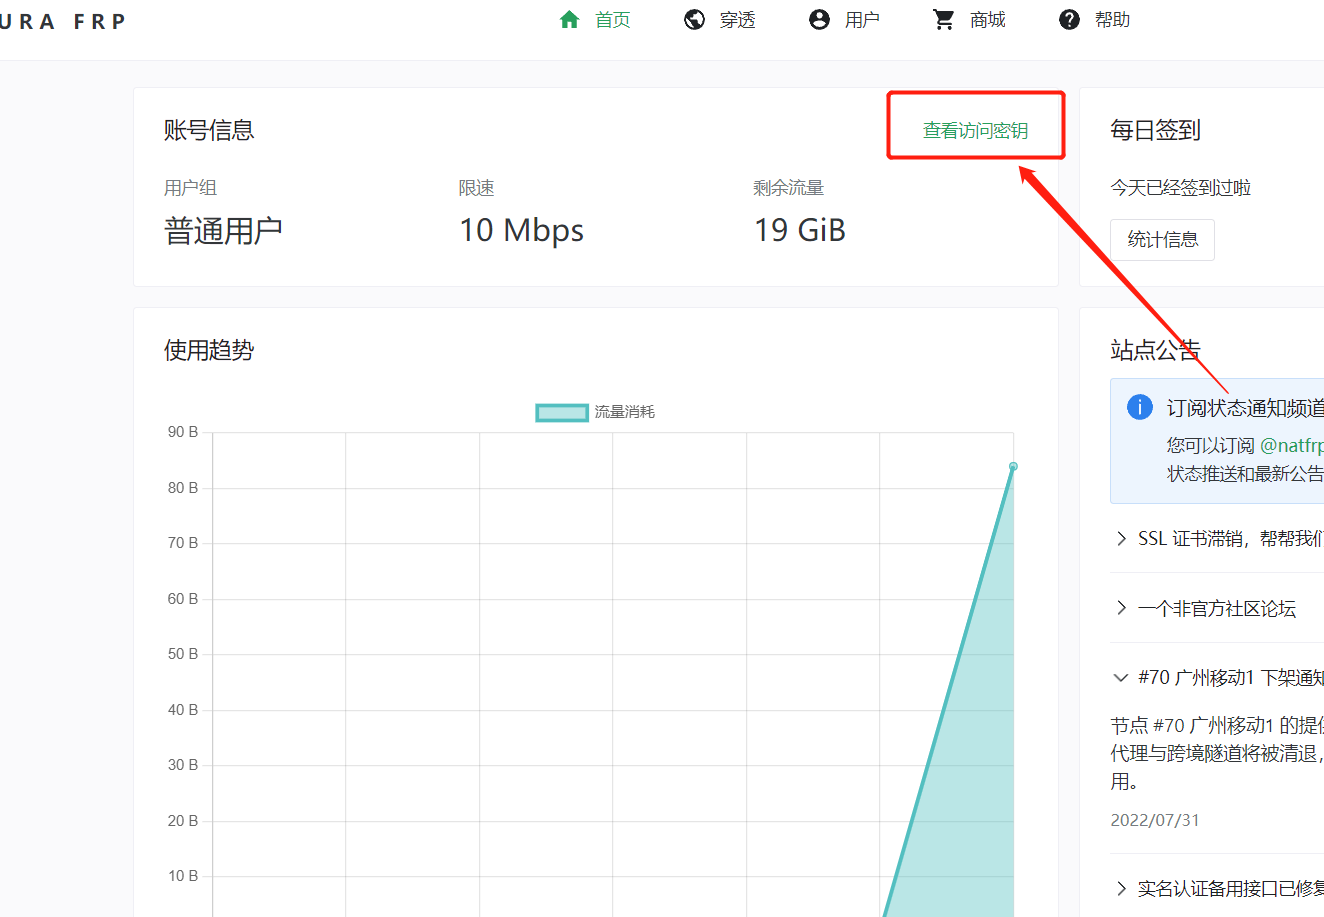 URA FRP
首页
穿透
用户
商城
帮助
账号信息
查看访问密钥
用户组
限速
剩余流量
普通用户
10 Mbps
19 GiB
每日签到
今天已经签到过啦
统计信息
使用趋势
流量消耗
90 B
80 B
70 B
60 B
50 B
40 B
30 B
20 B
10 B
站点公告
订阅状态通知频道
您可以订阅 @natfrp
状态推送和最新公告
SSL 证书滞销，帮帮我们
一个非官方社区论坛
#70 广州移动1 下架通知
节点 #70 广州移动1 的提供
代理与跨境隧道将被清退，
用。
2022/07/31
实名认证备用接口已修复